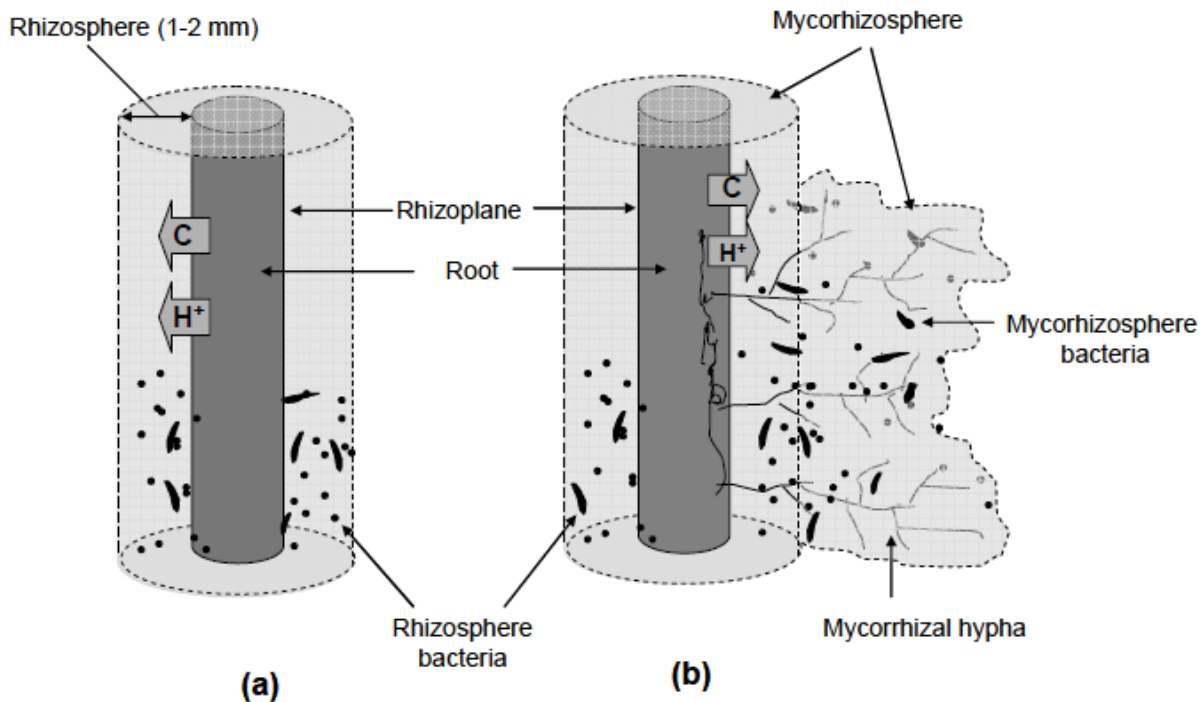 Rhizosphere (1-2 mm)
Mycorhizosphere
C
H+
Rhizoplane
Root
C
H+
Mycorhizosphere
bacteria
Rhizosphere
bacteria
Mycorrhizal hypha
(a)
(b)